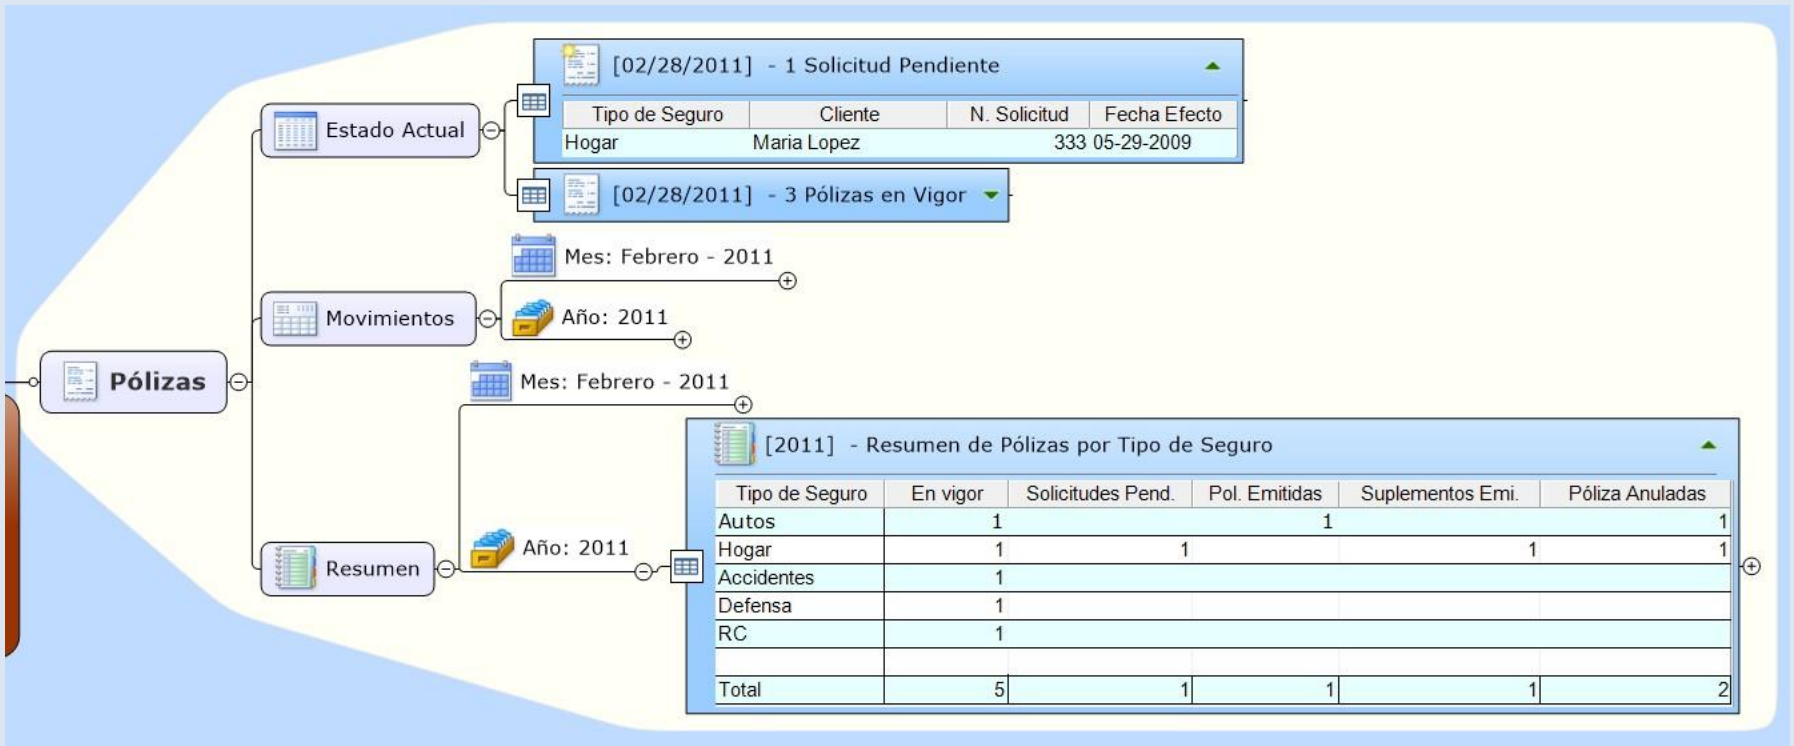 [02/28/2011] - 1 Solicitud Pendiente
Tipo de Seguro Cliente N. Solicitud Fecha Efecto
Hogar Maria Lopez 333 05-29-2009
Estado Actual
[02/28/2011] - 3 Pólizas en Vigor
Mes: Febrero - 2011
Movimientos
Año: 2011
Pólizas
Mes: Febrero - 2011
[2011] - Resumen de Pólizas por Tipo de Seguro
Tipo de Seguro En vigor Solicitudes Pend. Pol. Emitidas Suplementos Emi. Póliza Anuladas
Autos 1 1 1
Hogar 1 1 1 1
Accidentes 1
Defensa 1
RC 1
Total 5 1 1 1 2
Año: 2011
Resumen